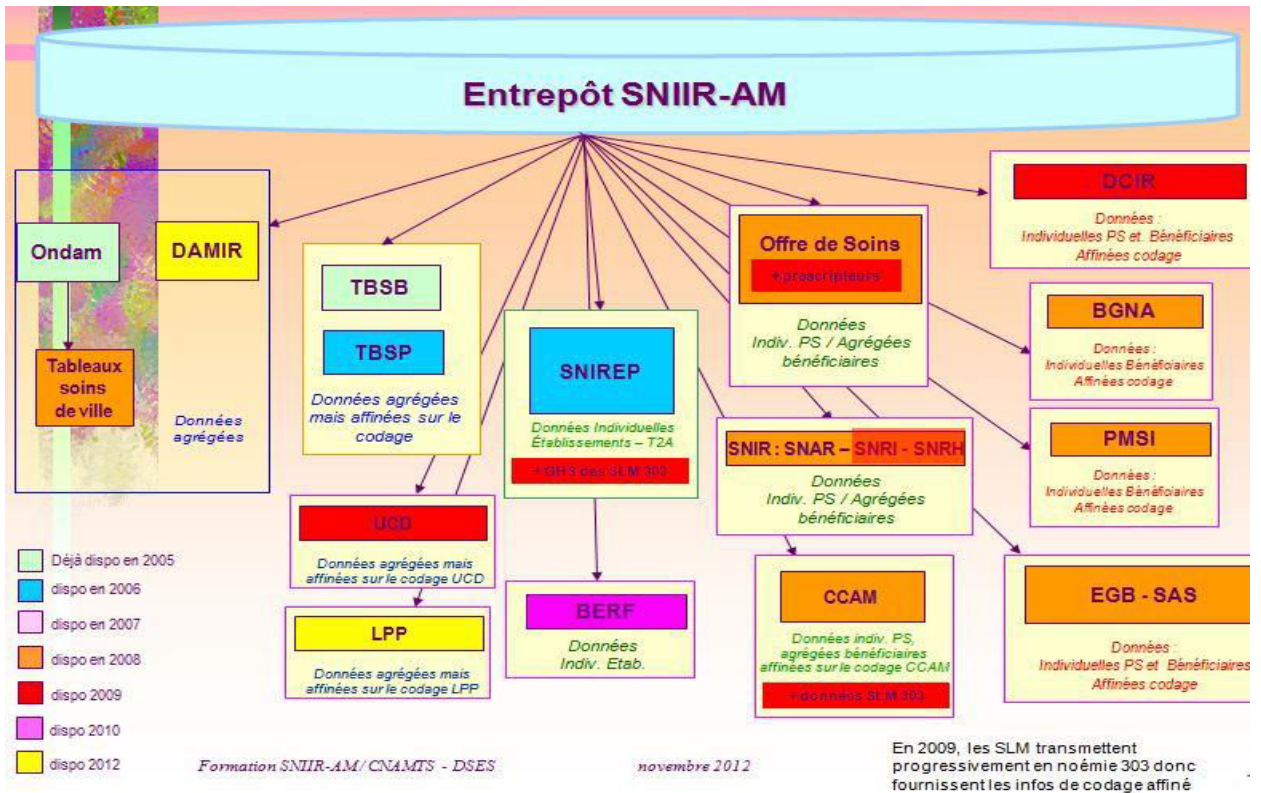 Entrepôt SNIIR-AM
Ondam
DAMIR
Tableaux
soins
de ville
Données
agrégées
TBSB
TBSP
Données agrégées
mais affinées sur le
codage
SNIREP
Données Individuelles
Établissements – T2A
+ GHS des SLM 303
Offre de Soins
+ prescripteurs
Données
Indiv. PS / Agrégées
bénéficiaires
DCIR
Données :
Individuelles PS et Bénéficiaires
Affinées codage
BGNA
Données :
Individuelles Bénéficiaires
Affinées codage
SNIR : SNAR – SNRI - SNRH
Données
Indiv. PS / Agrégées
bénéficiaires
PMSI
Données :
Individuelles Bénéficiaires
Affinées codage
UCD
Données agrégées mais
affinées sur le codage UCD
LPP
Données agrégées mais
affinées sur le codage LPP
BERF
Données
Indiv. Etab.
CCAM
Données indiv. PS,
agrégées bénéficiaires
affinées sur le codage CCAM
+ données SLM 303
EGB - SAS
Données :
Individuelles PS et Bénéficiaires
Affinées codage
Déjà dispo en 2005
dispo en 2006
dispo en 2007
dispo en 2008
dispo 2009
dispo 2010
dispo 2012
Formation SNIIR-AM/ CNAMTS - DSES
novembre 2012
En 2009, les SLM transmettent
progressivement en noémie 303 donc
fournissent les infos de codage affiné